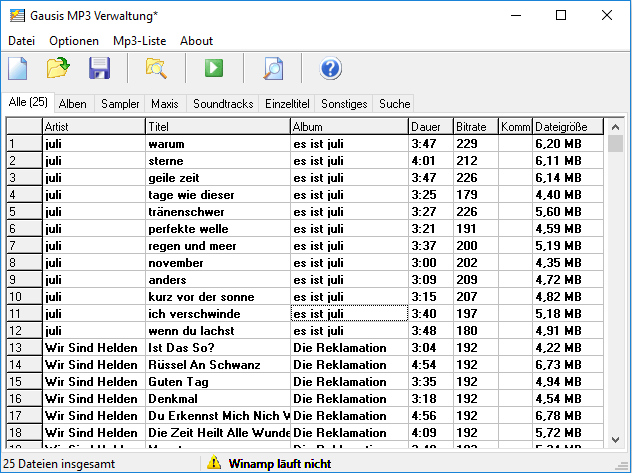 Gausis MP3 Verwaltung*
Datei Optionen Mp3-Liste About
Alle (25) Alben Sampler Maxis Soundtracks Einzeltitel Sonstiges Suche
Artist Titel Album Dauer Bitrate Komm Dateigröße
1 juli warum es ist juli 3:47 229 6,20 MB
2 juli sterne es ist juli 4:01 212 6,11 MB
3 juli geile zeit es ist juli 3:47 226 6,14 MB
4 juli tage wie dieser es ist juli 3:25 179 4,40 MB
5 juli tränenschwer es ist juli 3:27 226 5,60 MB
6 juli perfekte welle es ist juli 3:21 191 4,59 MB
7 juli regen und meer es ist juli 3:37 200 5,19 MB
8 juli november es ist juli 3:00 202 4,35 MB
9 juli anders es ist juli 3:09 209 4,72 MB
10 juli kurz vor der sonne es ist juli 3:15 207 4,82 MB
11 juli ich verschwinde es ist juli 3:40 197 5,18 MB
12 juli wenn du lachst es ist juli 3:48 180 4,91 MB
13 Wir Sind Helden Ist Das So? Die Reklamation 3:04 192 4,22 MB
14 Wir Sind Helden Rüssel An Schwanz Die Reklamation 4:54 192 6,73 MB
15 Wir Sind Helden Guten Tag Die Reklamation 3:35 192 4,94 MB
16 Wir Sind Helden Denkmal Die Reklamation 3:18 192 4,54 MB
17 Wir Sind Helden Du Erkennst Mich Nich W Die Reklamation 4:56 192 6,78 MB
18 Wir Sind Helden Die Zeit Heilt Alle Wunde Die Reklamation 4:09 192 5,72 MB
25 Dateien insgesamt Winamp läuft nicht